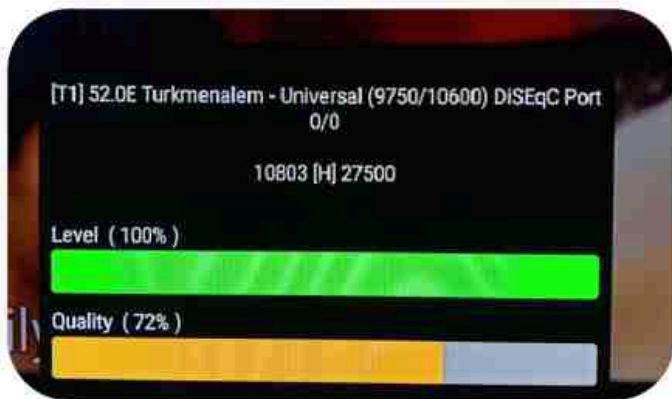 [T1] 52.0E Turkmenalem - Universal (9750/10600) DiSEqC Port
0/0
10803 [H] 27500
Level ( 100% )
Quality ( 72% )